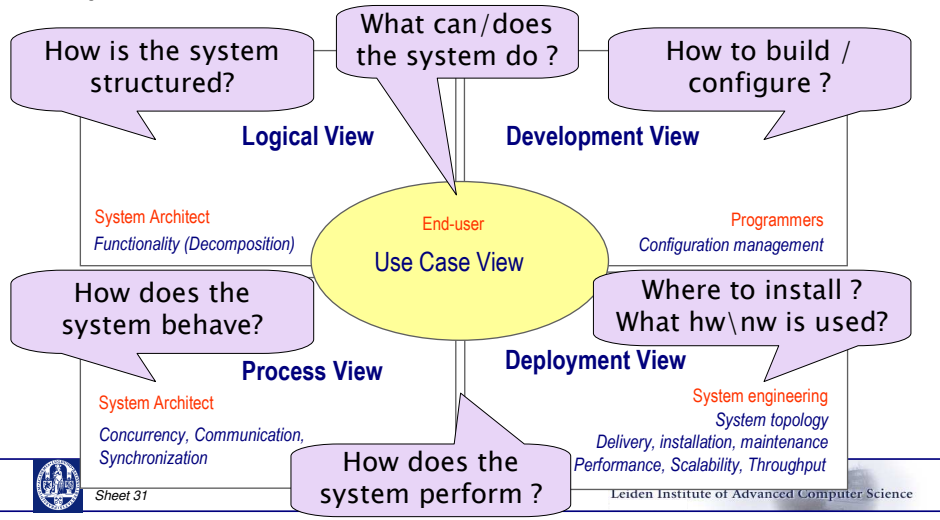 What can/does
the system do ?
How is the system
structured?
How to build /
configure ?
Logical View
Development View
System Architect
Functionality (Decomposition)
End-user
Use Case View
Programmers
Configuration management
How does the
system behave?
Where to install ?
What hw\nw is used?
Process View
Deployment View
System Architect
Concurrency, Communication,
Synchronization
System engineering
System topology
Delivery, installation, maintenance
Performance, Scalability, Throughput
How does the
system perform ?
Sheet 31
Leiden Institute of Advanced Computer Science